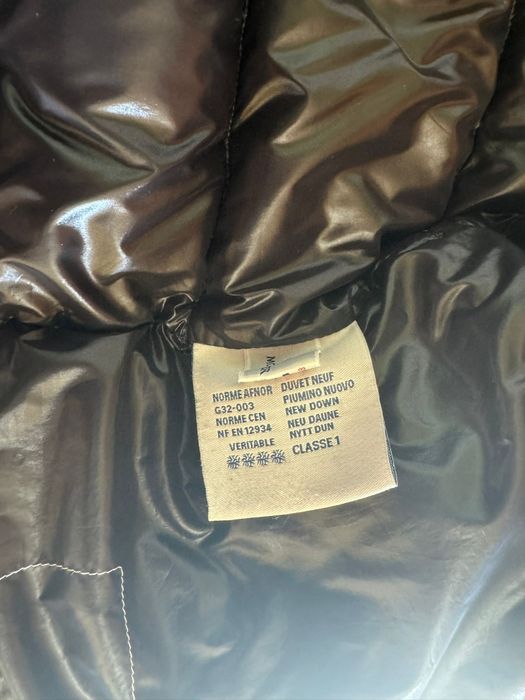 NORME AFNOR
G32-003
NORME CEN
NF EN 12934
VERITABLE
DUVET NEUF
PIUMINO NUOVO
NEW DOWN
NEU DAUNE
NYTT DUN
CLASSE 1